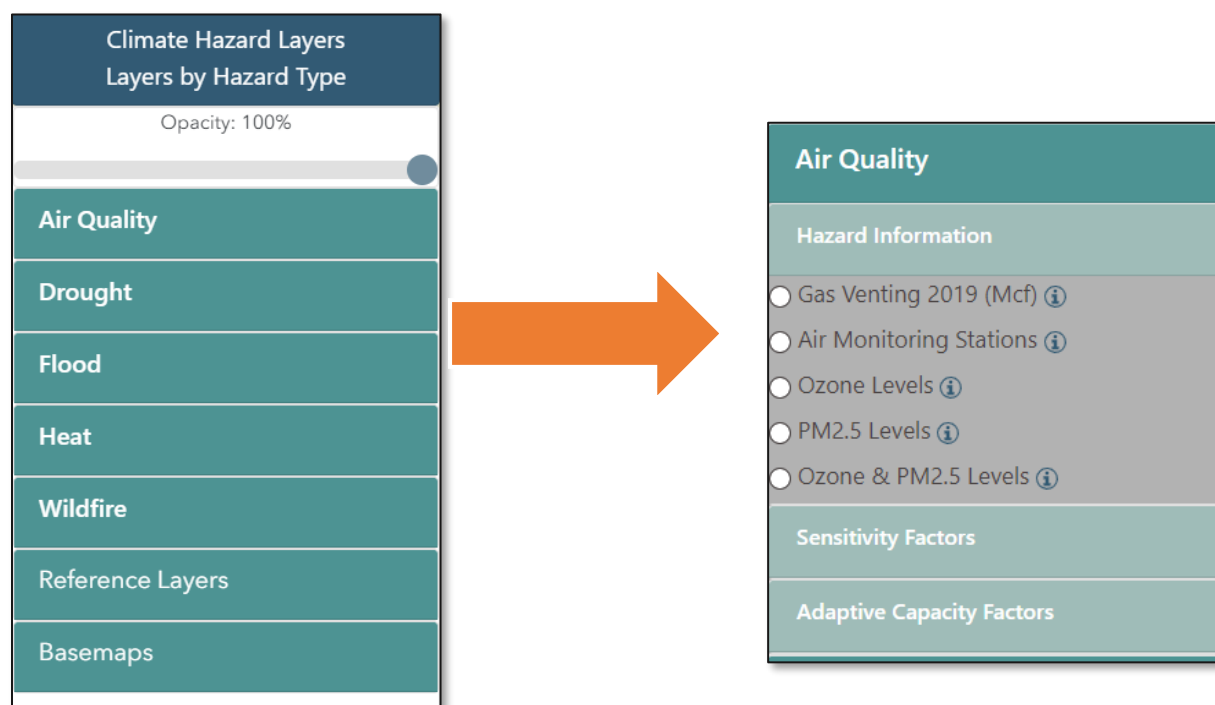 Climate Hazard Layers
Layers by Hazard Type
Opacity: 100%
Air Quality
Drought
Flood
Heat
Wildfire
Reference Layers
Basemaps
Air Quality
Hazard Information
Gas Venting 2019 (Mcf)
Air Monitoring Stations
Ozone Levels
PM2.5 Levels
Ozone & PM2.5 Levels
Sensitivity Factors
Adaptive Capacity Factors